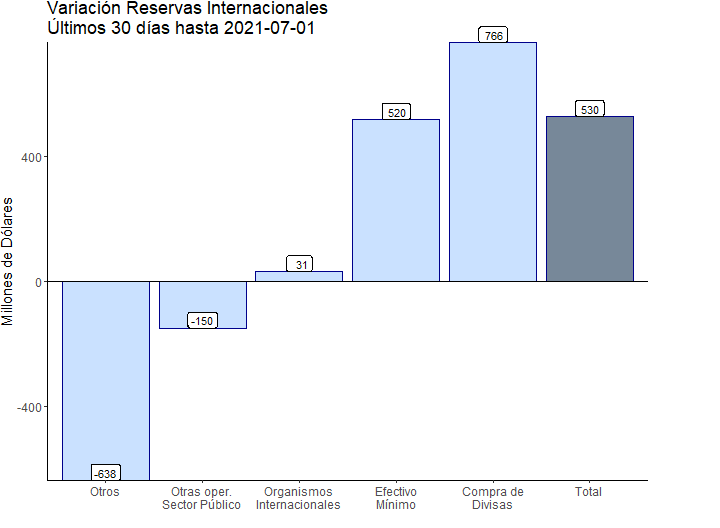 Variación Reservas Internacionales
Últimos 30 días hasta 2021-07-01
Millones de Dólares
400
0
-400
-638
-150
31
520
766
530
Otros
Otras oper.
Sector Público
Organismos
Internacionales
Efectivo
Mínimo
Compra de
Divisas
Total